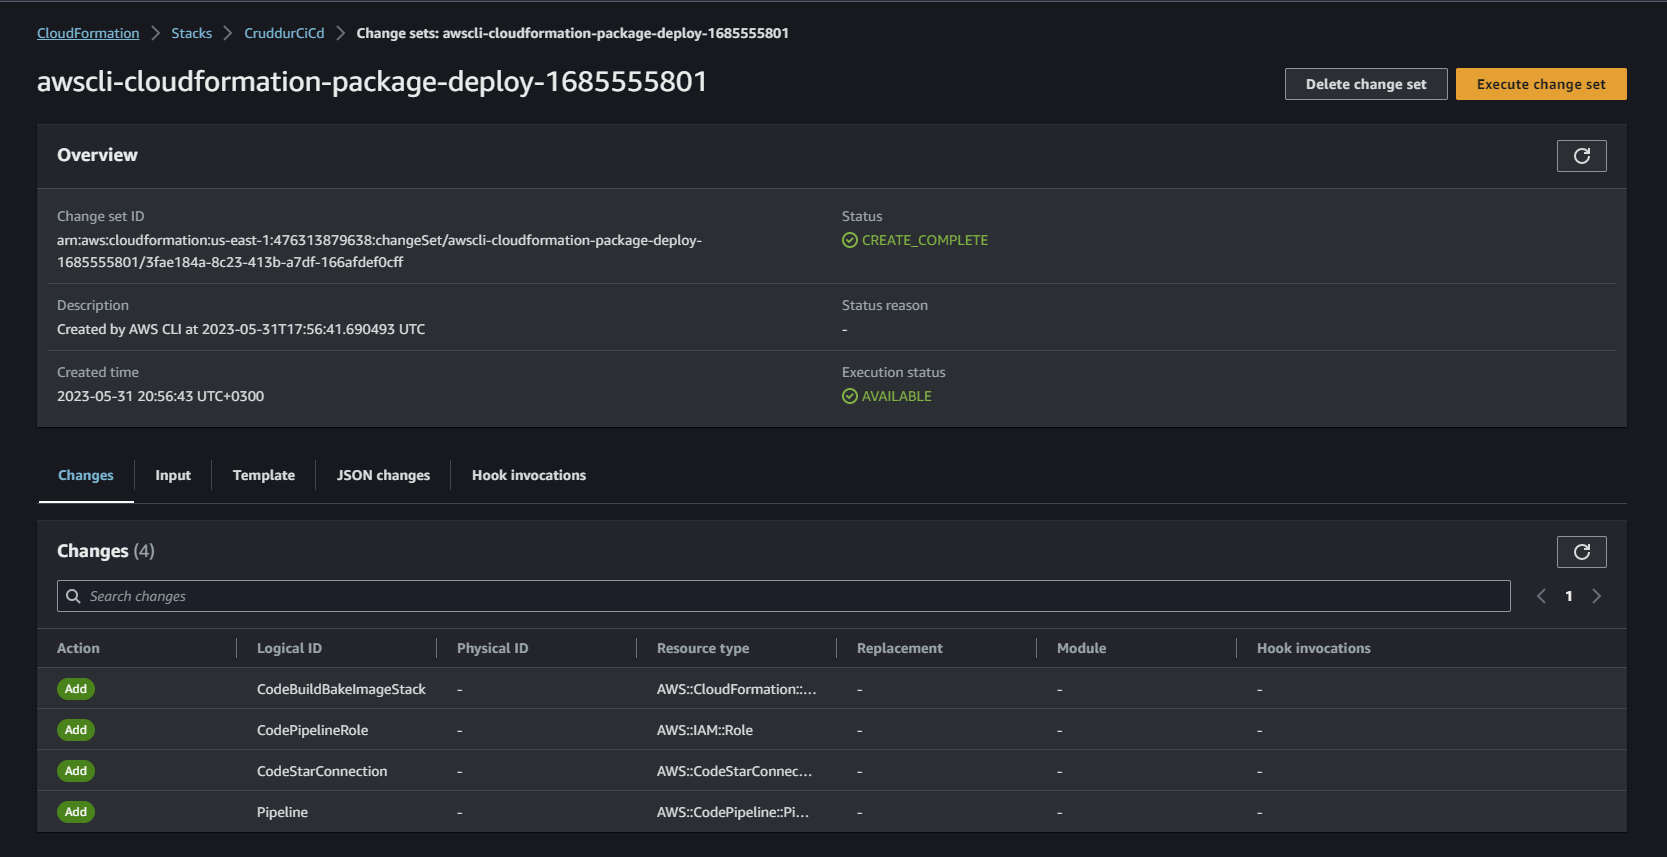 CloudFormation > Stacks > CruddurCiCd > Change sets: awscli-cloudformation-package-deploy-1685555801
awscli-cloudformation-package-deploy-1685555801
Delete change set
Execute change set
Overview
Change set ID
arn:aws:cloudformation:us-east-1:476313879638:changeSet/awscli-cloudformation-package-deploy-
1685555801/3fae184a-8c23-413b-a7df-166afdef0cff
Status
CREATE_COMPLETE
Description
Created by AWS CLI at 2023-05-31T17:56:41.690493 UTC
Status reason
-
Created time
2023-05-31 20:56:43 UTC+0300
Execution status
AVAILABLE
Changes Input Template JSON changes Hook invocations
Changes (4)
Search changes
1
Action Logical ID Physical ID Resource type Replacement Module Hook invocations
Add CodeBuildBakeImageStack - AWS::CloudFormation::... - - -
Add CodePipelineRole - AWS::IAM::Role - - -
Add CodeStarConnection - AWS::CodeStarConnec... - - -
Add Pipeline - AWS::CodePipeline::Pi... - - -